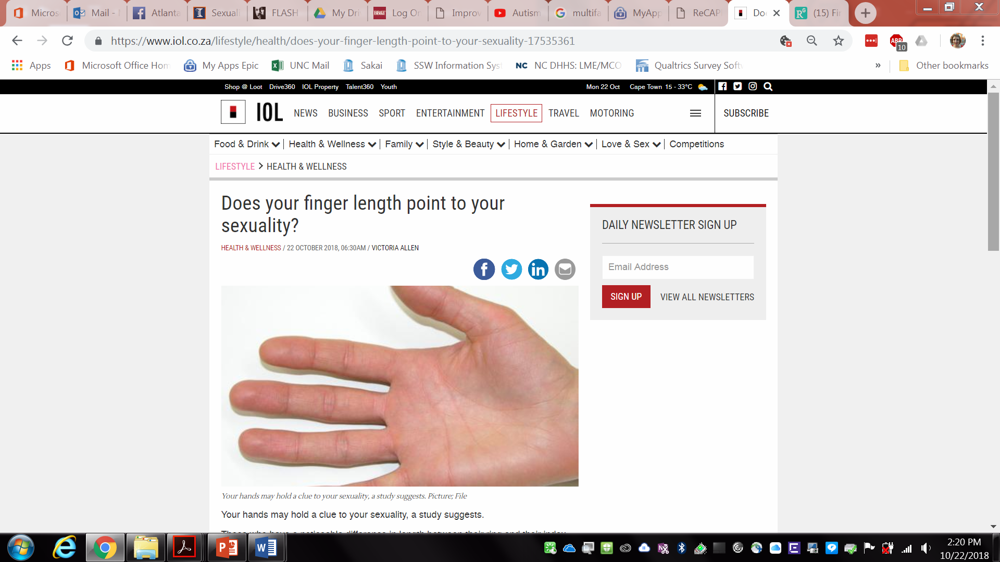 Micros
Mail -
Atlanta
Sexuali
FLASH
My Dri
Log On
Improv
Autism
multifa
MyApp
ReCAP
Do
(15) Fi
https://www.iol.co.za/lifestyle/health/does-your-finger-length-point-to-your-sexuality-17535361
ABP
10
Apps
Microsoft Office Hom
My Apps Epic
UNC Mail
Sakai
SSW Information Sys
NC NC DHHS: LME/MCO
Qualtrics Survey Soft
» Other bookmarks
Shop @ Loot Drive360 IOL Property Talent360 Youth Mon 22 Oct Cape Town 15 - 33°C
IOL NEWS BUSINESS SPORT ENTERTAINMENT LIFESTYLE TRAVEL MOTORING SUBSCRIBE
Food & Drink Health & Wellness Family Style & Beauty Home & Garden Love & Sex Competitions
LIFESTYLE > HEALTH & WELLNESS
Does your finger length point to your
sexuality?
HEALTH & WELLNESS / 22 OCTOBER 2018, 06:30AM / VICTORIA ALLEN
DAILY NEWSLETTER SIGN UP
Email Address
SIGN UP VIEW ALL NEWSLETTERS
Your hands may hold a clue to your sexuality, a study suggests. Picture; File
Your hands may hold a clue to your sexuality, a study suggests.
2:20 PM
10/22/2018